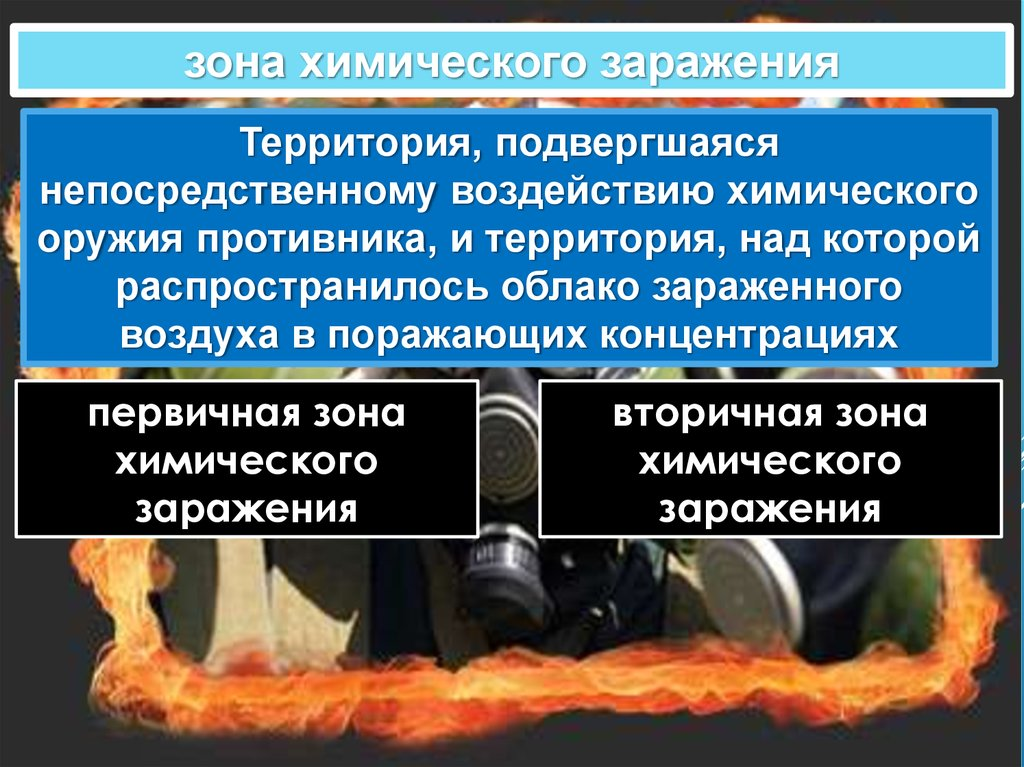 зона химического заражения
Территория, подвергшаяся
непосредственному воздействию химического
оружия противника, и территория, над которой
распространилось облако зараженного
воздуха в поражающих концентрациях
первичная зона
химического
заражения
вторичная зона
химического
заражения